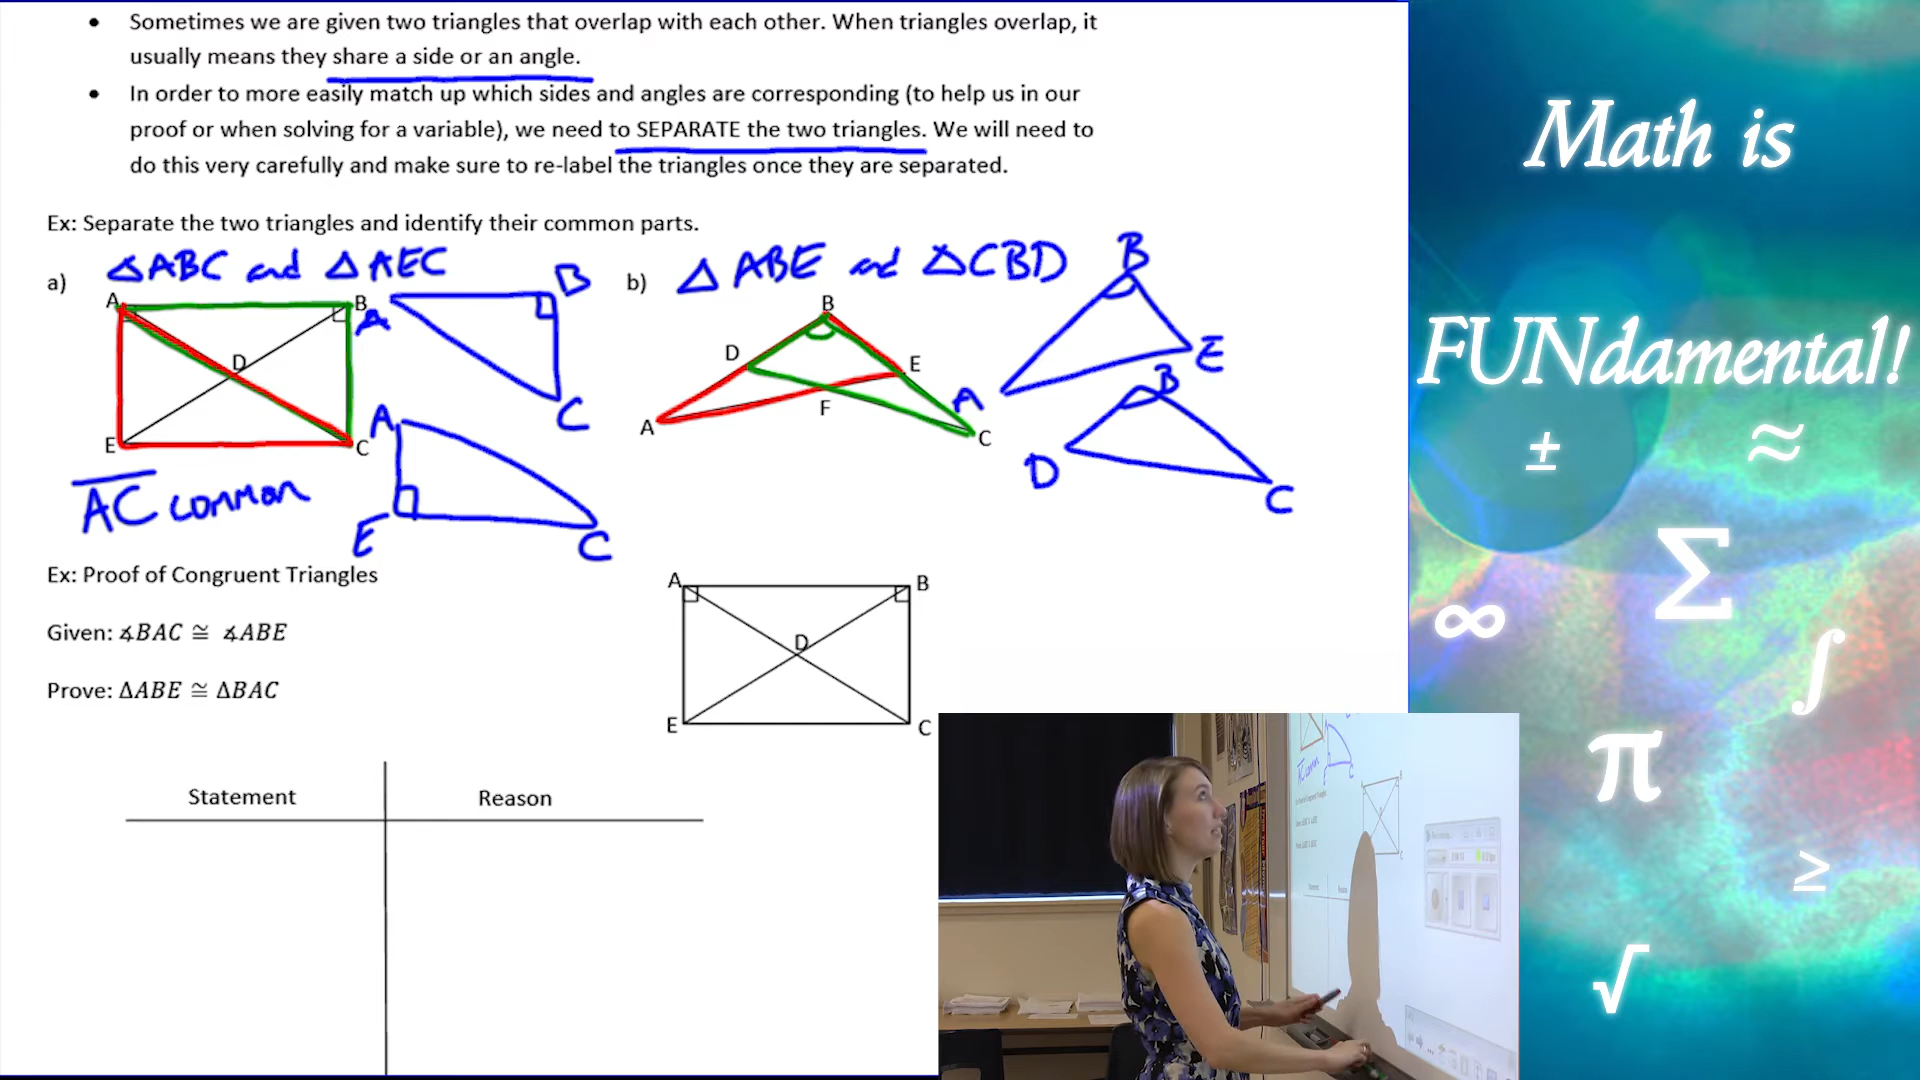 • Sometimes we are given two triangles that overlap with each other. When triangles overlap, it
usually means they share a side or an angle.
• In order to more easily match up which sides and angles are corresponding (to help us in our
proof or when solving for a variable), we need to SEPARATE the two triangles. We will need to
do this very carefully and make sure to re-label the triangles once they are separated.
Ex: Separate the two triangles and identify their common parts.
a) ∆ABC and ∆AEC
A B
D
E C
A B
C
A
E C
AC common
b) ∆ABE and ∆CBD
B
D E
F
A C
B
A E
B
D C
Ex: Proof of Congruent Triangles
Given: ∡BAC ≅ ∡ABE
Prove: ∆ABE ≅ ∆BAC
A B
D
E C
Statement Reason
Math is
FUNdamental!
± ≈
∞ Σ
∫
π
≥
√